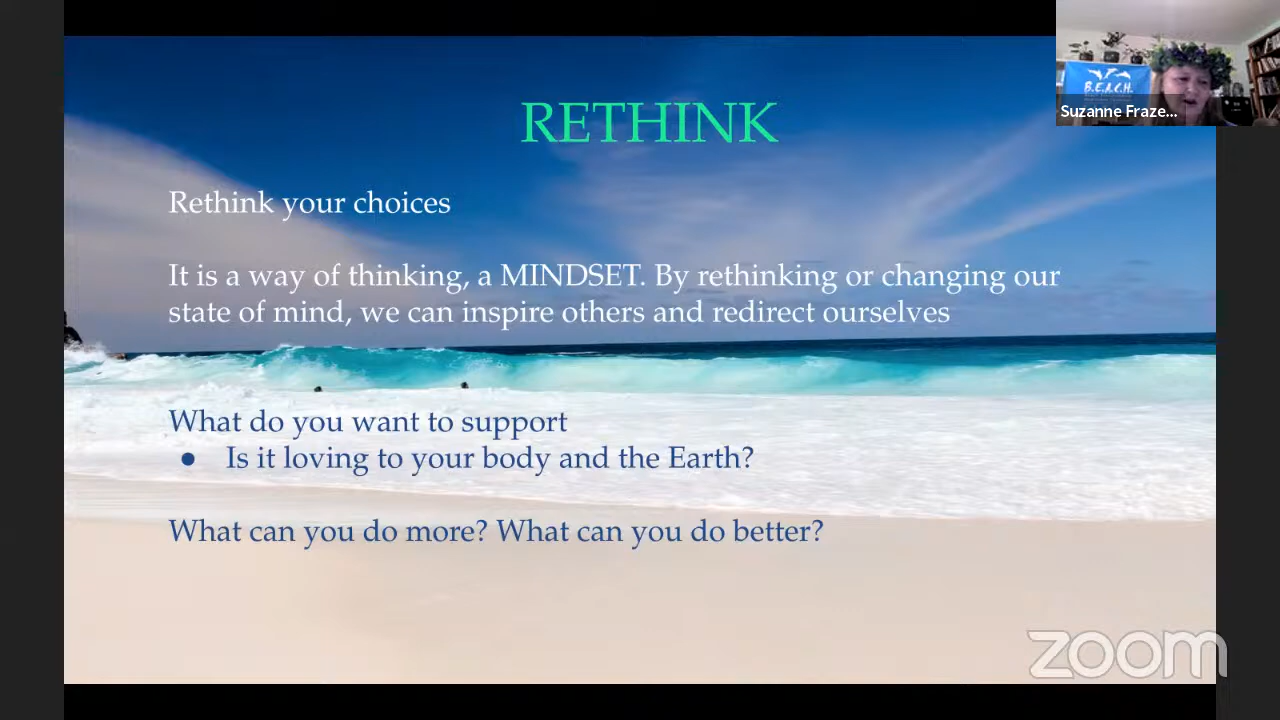 RETHINK
Rethink your choices
It is a way of thinking, a MINDSET. By rethinking or changing our
state of mind, we can inspire others and redirect ourselves
What do you want to support
● Is it loving to your body and the Earth?
What can you do more? What can you do better?
B.E.A.C.H.
Suzanne Fraze...
zoom